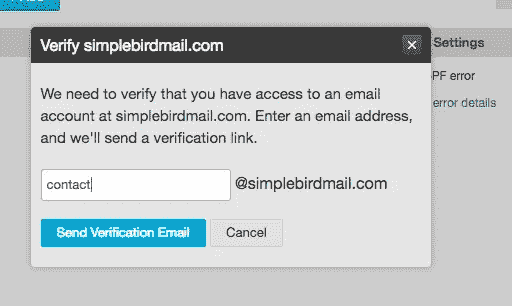 Verify simplebirdmail.com
Settings
We need to verify that you have access to an email
account at simplebirdmail.com. Enter an email address,
and we'll send a verification link.
PF error
error details
contact
@simplebirdmail.com
Send Verification Email
Cancel